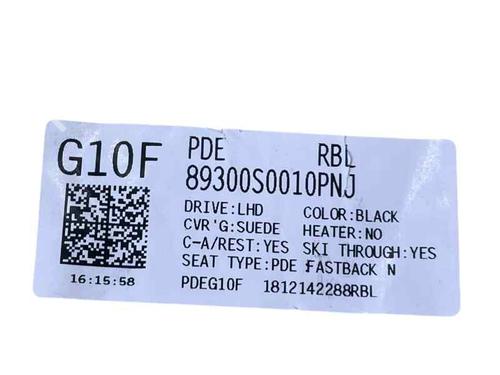 G10F PDE RBL
89300S0010PNJ
DRIVE:LHD COLOR:BLACK
CVR'G:SUEDE HEATER:NO
C-A/REST:YES SKI THROUGH:YES
SEAT TYPE:PDE FASTBACK N
16:15:58
PDEG10F 1812142288RBL